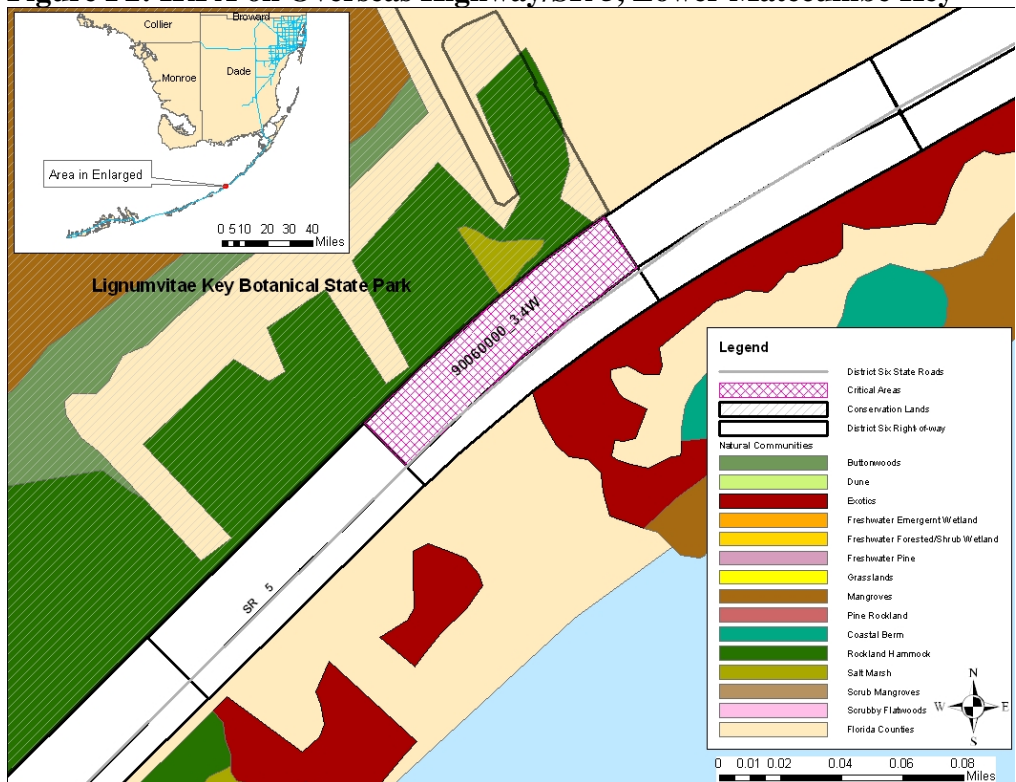 Collier
Broward
Monroe
Dade
Area in Enlarged
0 5 10 20 30 40
Miles
Lignumvitae Key Botanical State Park
90060000_3.4W
SR 5
Legend
District Six State Roads
Critical Areas
Conservation Lands
District Six Right-of-way
Natural Communities
Buttonwoods
Dune
Exotics
Freshwater Emergernt Wetland
Freshwater Forested/Shrub Wetland
Freshwater Pine
Grasslands
Mangroves
Pine Rockland
Coastal Berm
Rockland Hammock
Salt Marsh
Scrub Mangroves
Scrubby Flatwoods
Florida Counties
N
W E
S
0 0.01 0.02 0.04 0.06 0.08
Miles